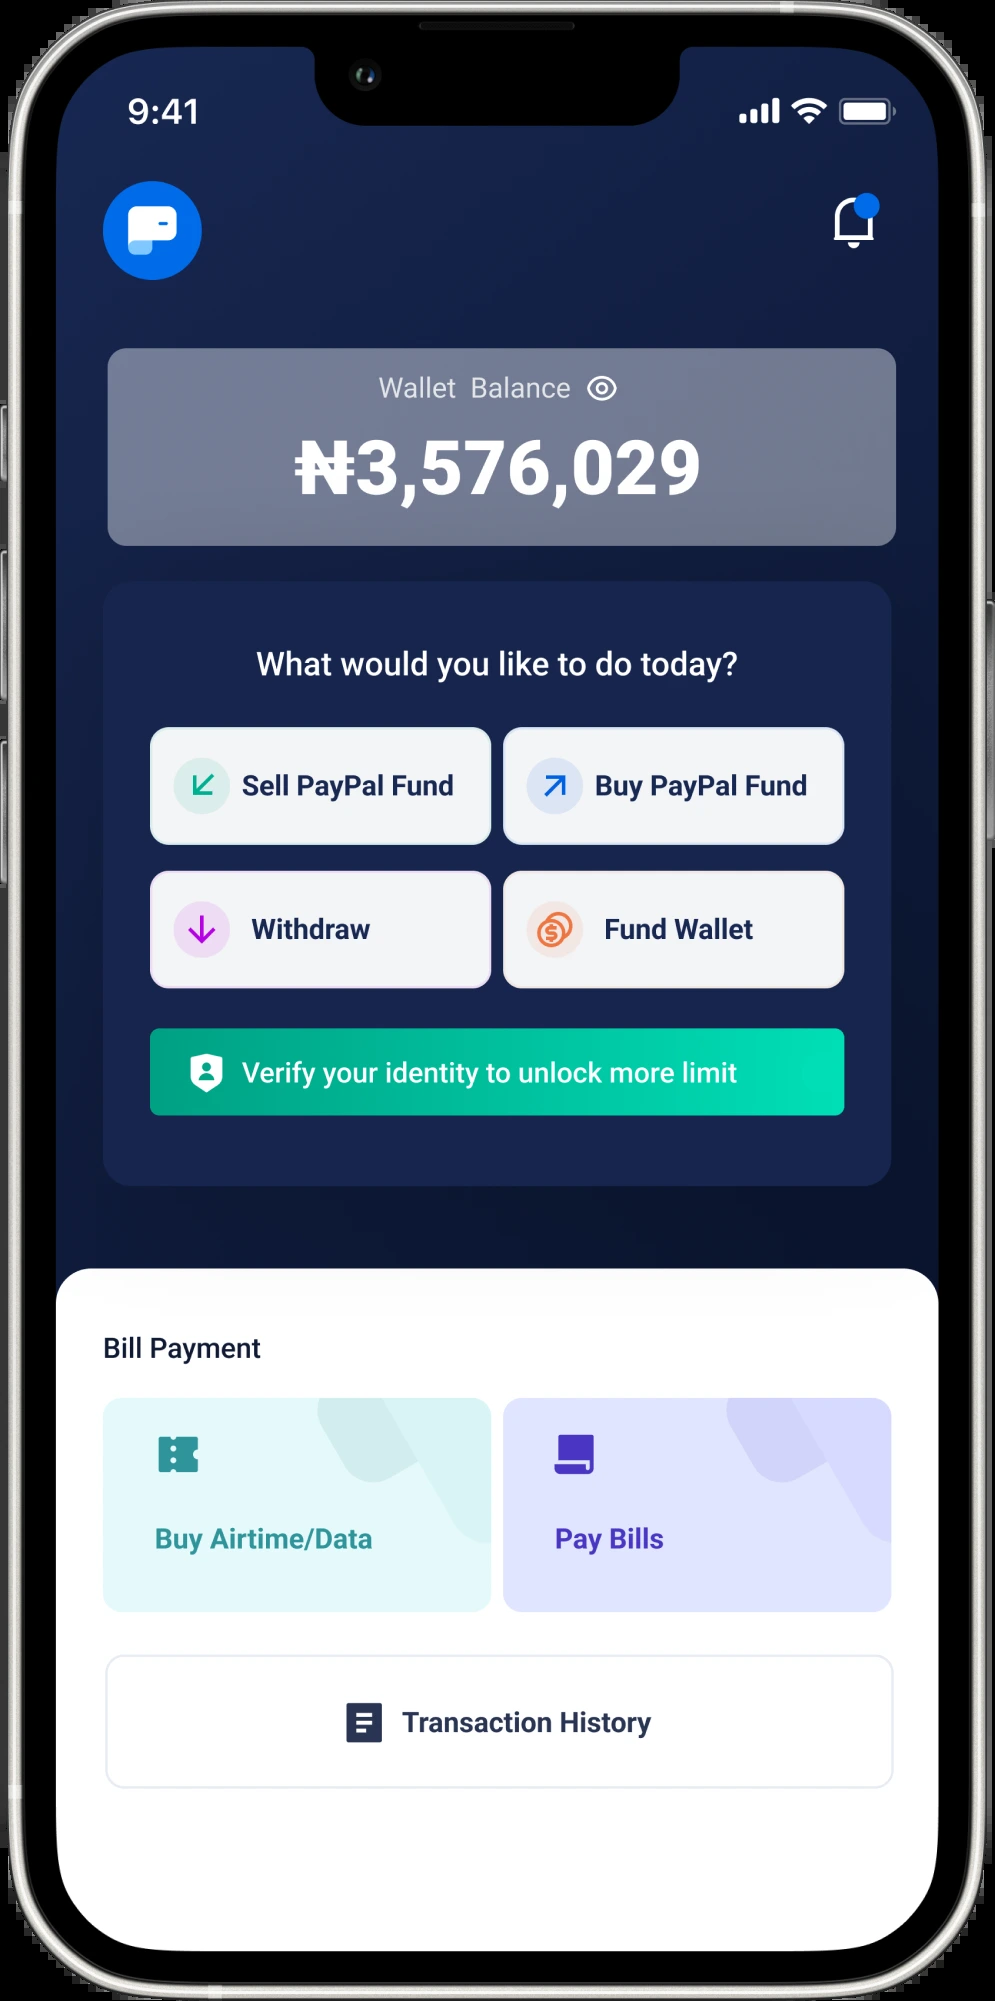 9:41
Wallet Balance
₦3,576,029
What would you like to do today?
Sell PayPal Fund
Buy PayPal Fund
Withdraw
Fund Wallet
Verify your identity to unlock more limit
Bill Payment
Buy Airtime/Data
Pay Bills
Transaction History